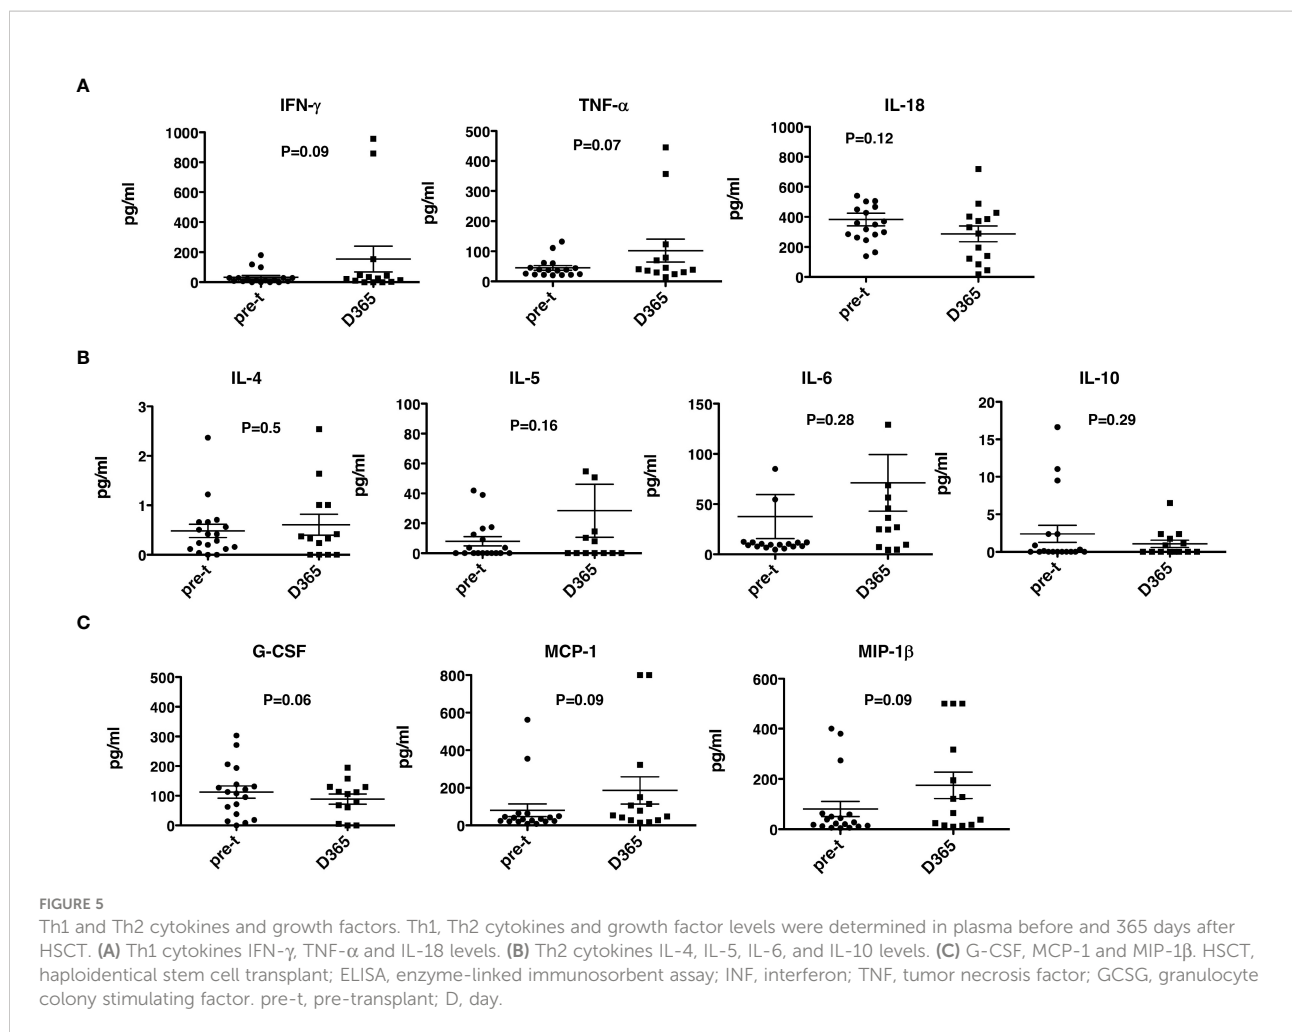 A
IFN-γ
TNF-α
IL-18
1000
800
600
400
200
0
pg/ml
P=0.09
pre-t
D365
500
400
300
200
100
0
pg/ml
P=0.07
pre-t
D365
1000
800
600
400
200
0
pg/ml
P=0.12
pre-t
D365
B
IL-4
IL-5
IL-6
IL-10
3
2
1
0
pg/ml
P=0.5
pre-t
D365
100
80
60
40
20
0
pg/ml
P=0.16
pre-t
D365
150
100
50
0
pg/ml
P=0.28
pre-t
D365
20
15
10
5
0
pg/ml
P=0.29
pre-t
D365
C
G-CSF
MCP-1
MIP-1β
500
400
300
200
100
0
pg/ml
P=0.06
pre-t
D365
800
600
400
200
0
pg/ml
P=0.09
pre-t
D365
600
400
200
0
pg/ml
P=0.09
pre-t
D365
FIGURE 5
Th1 and Th2 cytokines and growth factors. Th1, Th2 cytokines and growth factor levels were determined in plasma before and 365 days after
HSCT. (A) Th1 cytokines IFN-γ, TNF-α and IL-18 levels. (B) Th2 cytokines IL-4, IL-5, IL-6, and IL-10 levels. (C) G-CSF, MCP-1 and MIP-1β. HSCT,
haploidentical stem cell transplant; ELISA, enzyme-linked immunosorbent assay; INF, interferon; TNF, tumor necrosis factor; GCSG, granulocyte
colony stimulating factor. pre-t, pre-transplant; D, day.